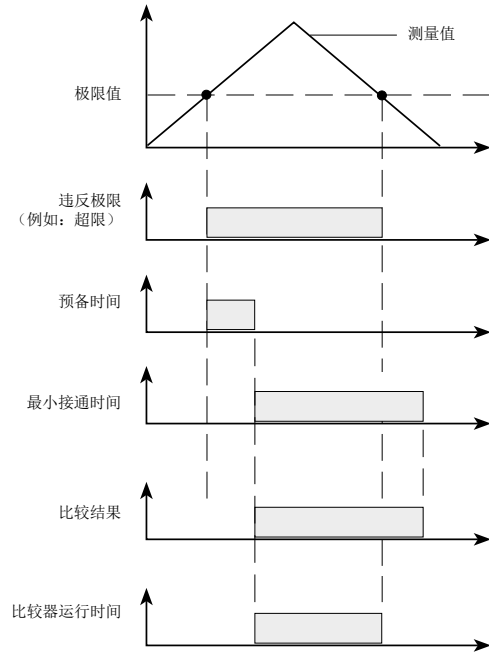 测量值
极限值
违反极限
（例如：超限）
预备时间
最小接通时间
比较结果
比较器运行时间